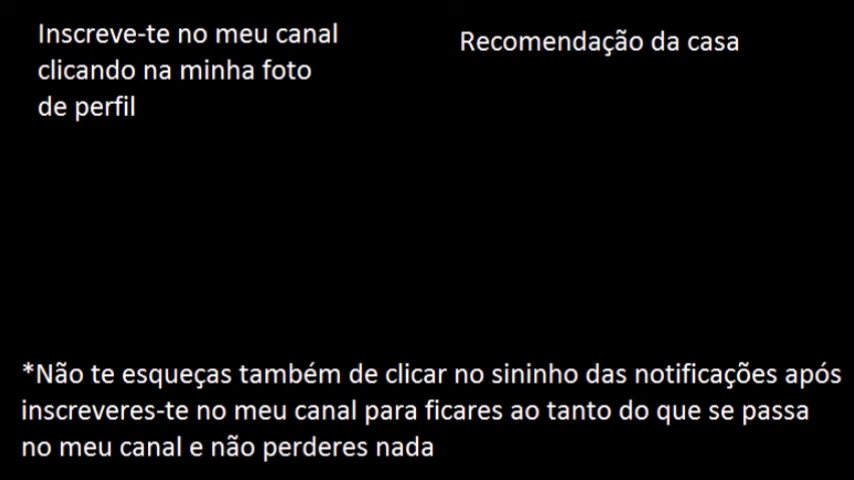 Inscreve-te no meu canal
clicando na minha foto
de perfil
Recomendação da casa
*Não te esqueças também de clicar no sininho das notificações após
inscreveres-te no meu canal para ficares ao tanto do que se passa
no meu canal e não perderes nada